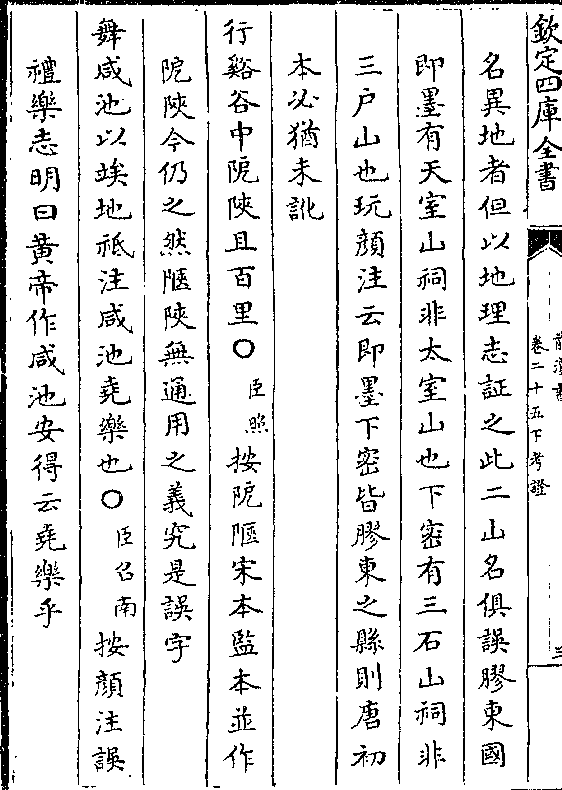 欽定四庫全書
前漢書
卷二十五下考證
三
名異地者但以地理志証之此二山名俱誤膠東國
即墨有天室山祠非太室山也下密有三石山祠非
三户山也玩顔注云即墨下密皆膠東之縣則唐初
本必猶未訛
行谿谷中阸陜且百里○臣照按阸陿宋本監本並作
阸陜今仍之然陿陜無通用之義究是誤字
舞咸池以竢地祗注咸池堯樂也○臣召南按顔注誤
禮樂志明曰黄帝作咸池安得云堯樂乎